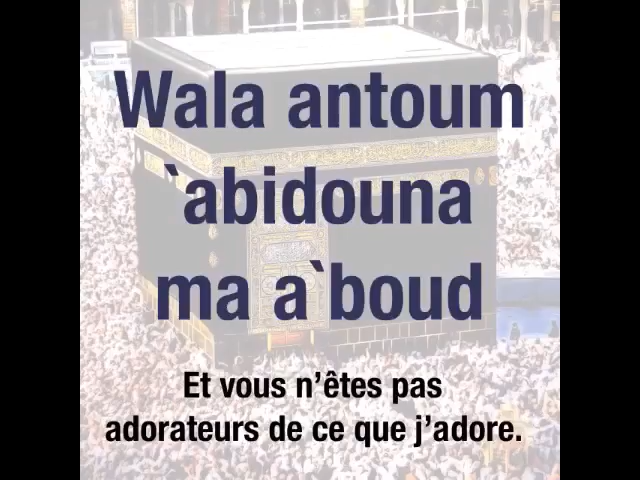 Wala antoum
`abidouna
ma a`boud
Et vous n’êtes pas
adorateurs de ce que j’adore.